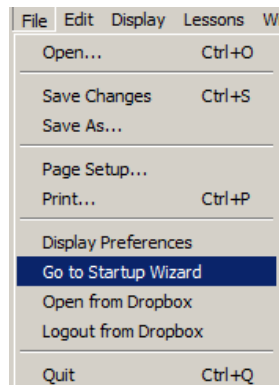 File Edit Display Lessons W
Open... Ctrl+O
Save Changes Ctrl+S
Save As...
Page Setup...
Print... Ctrl+P
Display Preferences
Go to Startup Wizard
Open from Dropbox
Logout from Dropbox
Quit Ctrl+Q